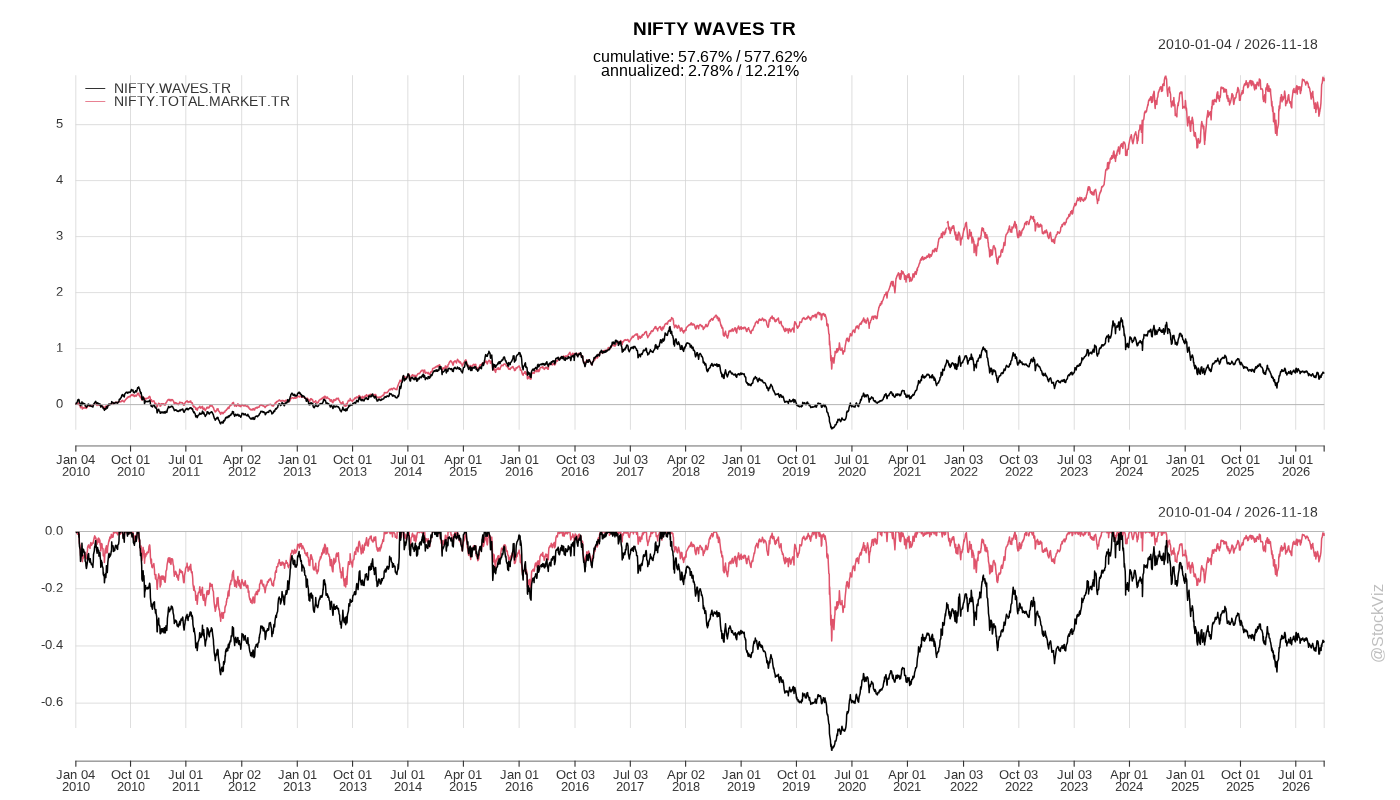 NIFTY WAVES TR
2010-01-04 / 2026-11-18
cumulative: 57.67% / 577.62%
annualized: 2.78% / 12.21%
NIFTY.WAVES.TR
NIFTY.TOTAL.MARKET.TR
5
4
3
2
1
0
Jan 04 Oct 01 Jul 01 Apr 02 Jan 01 Oct 01 Jul 01 Apr 01 Jan 01 Oct 03 Jul 03 Apr 02 Jan 01 Oct 01 Jul 01 Apr 01 Jan 03 Oct 03 Jul 03 Apr 01 Jan 01 Oct 01 Jul 01
2010 2010 2011 2012 2013 2013 2014 2015 2016 2016 2017 2018 2019 2019 2020 2021 2022 2022 2023 2024 2025 2025 2026
2010-01-04 / 2026-11-18
0.0
-0.2
-0.4
-0.6
Jan 04 Oct 01 Jul 01 Apr 02 Jan 01 Oct 01 Jul 01 Apr 01 Jan 01 Oct 03 Jul 03 Apr 02 Jan 01 Oct 01 Jul 01 Apr 01 Jan 03 Oct 03 Jul 03 Apr 01 Jan 01 Oct 01 Jul 01
2010 2010 2011 2012 2013 2013 2014 2015 2016 2016 2017 2018 2019 2019 2020 2021 2022 2022 2023 2024 2025 2025 2026
@StockViz